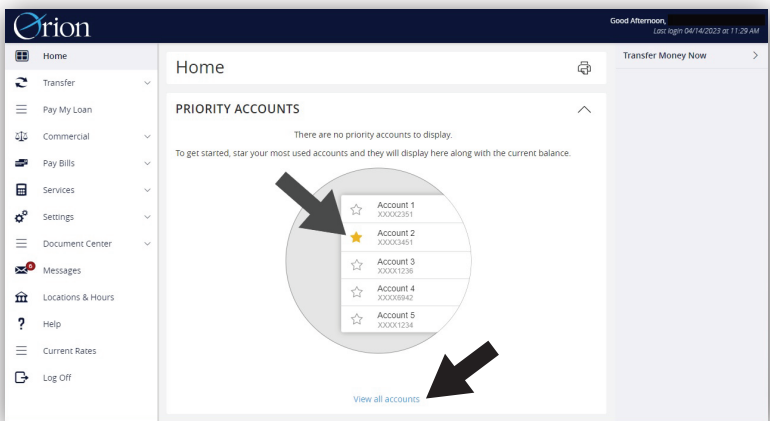 Orion
Good Afternoon,
Last login 04/14/2023 at 11:29 AM
Home
Transfer
Pay My Loan
Commercial
Pay Bills
Services
Settings
Document Center
6
Messages
Locations & Hours
Help
Current Rates
Log Off
Home
PRIORITY ACCOUNTS
There are no priority accounts to display.
To get started, star your most used accounts and they will display here along with the current balance.
Account 1
XXXX2351
Account 2
XXXX3451
Account 3
XXXX1236
Account 4
XXXX6942
Account 5
XXXX1234
View all accounts
Transfer Money Now